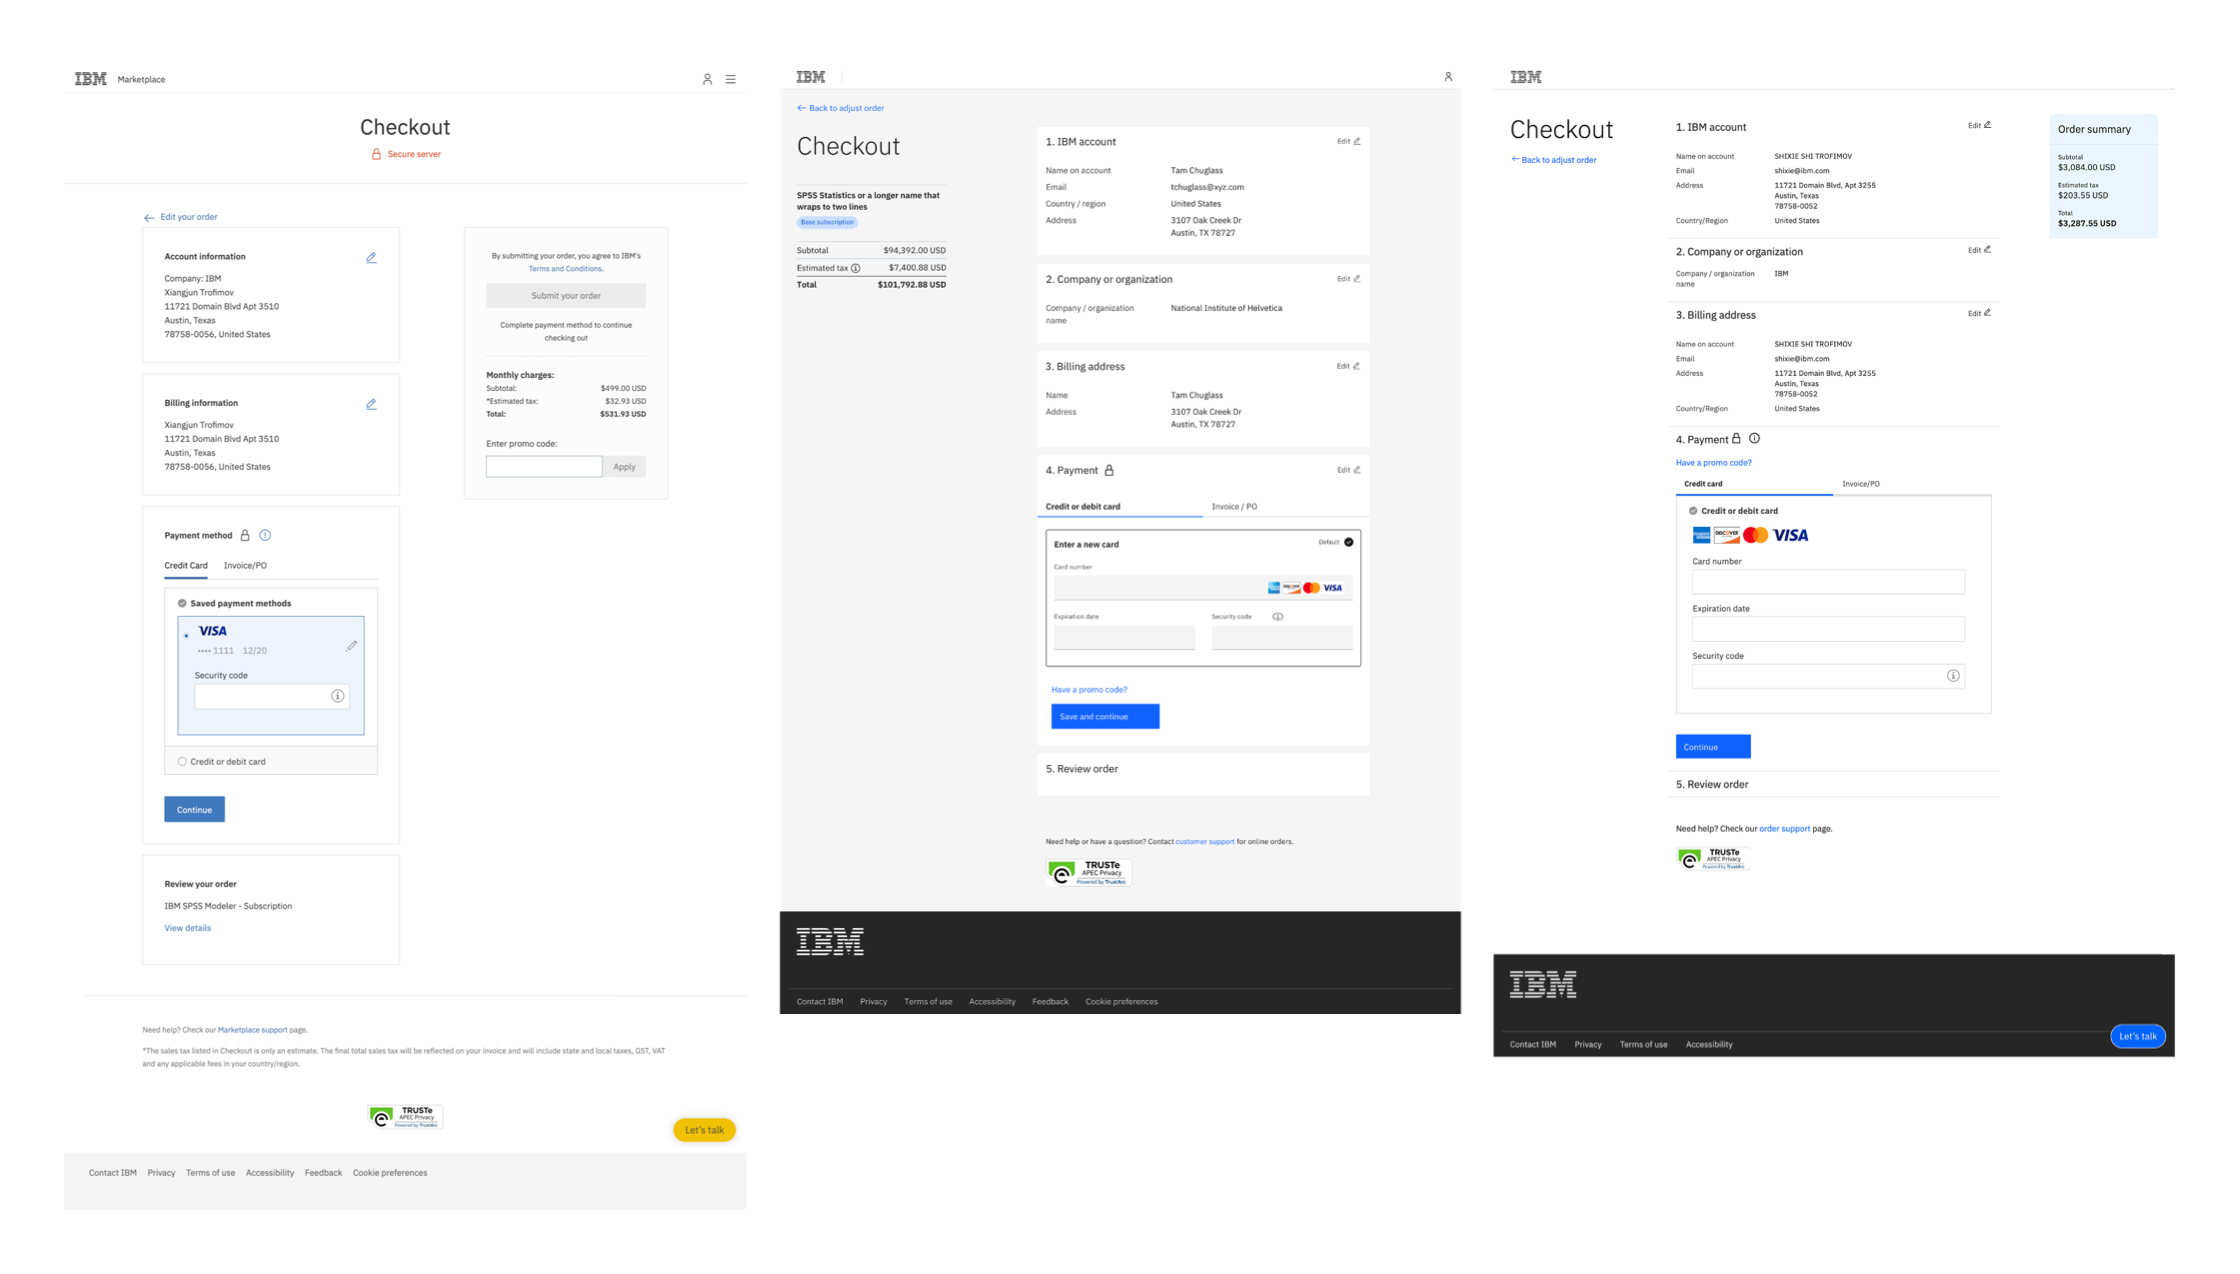 IBM Marketplace
Checkout
Secure server
← Edit your order
Account information
Company: IBM
Xiangjun Trofimov
11721 Domain Blvd Apt 3510
Austin, Texas
78758-0056, United States
Billing information
Xiangjun Trofimov
11721 Domain Blvd Apt 3510
Austin, Texas
78758-0056, United States
Payment method
Credit Card Invoice/PO
Saved payment methods
VISA
•••• 1111 12/20
Security code
Credit or debit card
Continue
Review your order
IBM SPSS Modeler - Subscription
View details
By submitting your order, you agree to IBM's
Terms and Conditions.
Submit your order
Complete payment method to continue
checking out
Monthly charges:
Subtotal: $499.00 USD
*Estimated tax: $32.93 USD
Total: $531.93 USD
Enter promo code:
Apply
Need help? Check our Marketplace support page.
*The sales tax listed in Checkout is only an estimate. The final total sales tax will be reflected on your invoice and will include state and local taxes, GST, VAT
and any applicable fees in your country/region.
TRUSTe
APEC Privacy
Powered by TrustArc
Let's talk
Contact IBM Privacy Terms of use Accessibility Feedback Cookie preferences
IBM
← Back to adjust order
Checkout
SPSS Statistics or a longer name that
wraps to two lines
Base subscription
Subtotal $94,392.00 USD
Estimated tax $7,400.88 USD
Total $101,792.88 USD
1. IBM account Edit
Name on account Tam Chuglass
Email tchuglass@xyz.com
Country / region United States
Address 3107 Oak Creek Dr
Austin, TX 78727
2. Company or organization Edit
Company / organization National Institute of Helvetica
name
3. Billing address Edit
Name Tam Chuglass
Address 3107 Oak Creek Dr
Austin, TX 78727
4. Payment Edit
Credit or debit card Invoice / PO
Enter a new card Default
Card number
DISCOVER VISA
Expiration date Security code
Have a promo code?
Save and continue
5. Review order
Need help or have a question? Contact customer support for online orders.
TRUSTe
APEC Privacy
Powered by TrustArc
IBM
Contact IBM Privacy Terms of use Accessibility Feedback Cookie preferences
IBM
Checkout
← Back to adjust order
1. IBM account Edit
Name on account SHIXIE SHI TROFIMOV
Email shixie@ibm.com
Address 11721 Domain Blvd, Apt 3255
Austin, Texas
78758-0052
Country/Region United States
2. Company or organization Edit
Company / organization IBM
name
3. Billing address Edit
Name on account SHIXIE SHI TROFIMOV
Email shixie@ibm.com
Address 11721 Domain Blvd, Apt 3255
Austin, Texas
78758-0052
Country/Region United States
4. Payment
Have a promo code?
Credit card Invoice/PO
Credit or debit card
DISCOVER VISA
Card number
Expiration date
Security code
Continue
5. Review order
Need help? Check our order support page.
TRUSTe
APEC Privacy
Powered by TrustArc
Order summary
Subtotal
$3,084.00 USD
Estimated tax
$203.55 USD
Total
$3,287.55 USD
IBM
Let's talk
Contact IBM Privacy Terms of use Accessibility